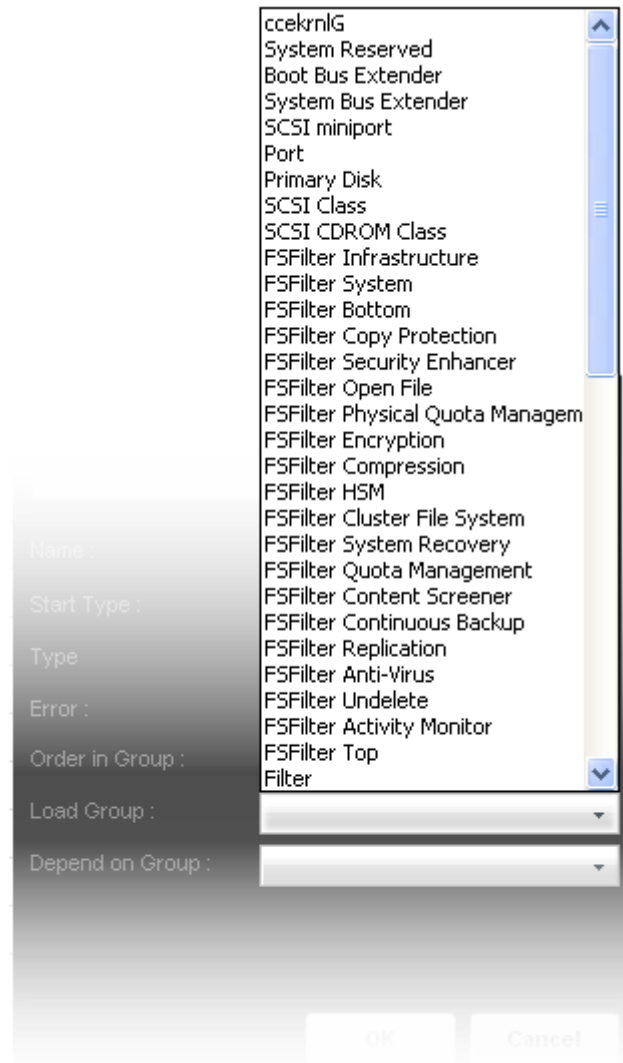 ccekrnlG
System Reserved
Boot Bus Extender
System Bus Extender
SCSI miniport
Port
Primary Disk
SCSI Class
SCSI CDROM Class
FSFilter Infrastructure
FSFilter System
FSFilter Bottom
FSFilter Copy Protection
FSFilter Security Enhancer
FSFilter Open File
FSFilter Physical Quota Managem
FSFilter Encryption
FSFilter Compression
FSFilter HSM
FSFilter Cluster File System
FSFilter System Recovery
FSFilter Quota Management
FSFilter Content Screener
FSFilter Continuous Backup
FSFilter Replication
FSFilter Anti-Virus
FSFilter Undelete
FSFilter Activity Monitor
FSFilter Top
Filter
Name :
Start Type :
Type
Error :
Order in Group :
Load Group :
Depend on Group :
OK Cancel